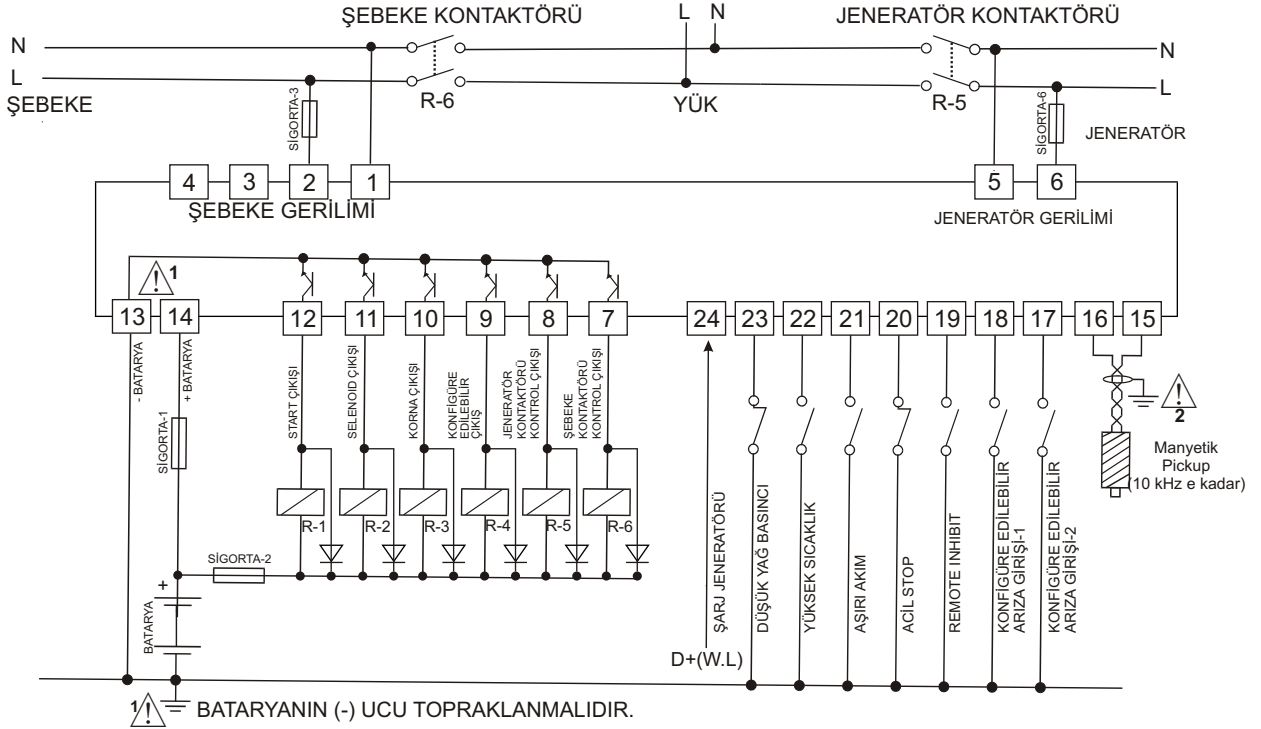 ŞEBEKE KONTAKTÖRÜ
L N
JENERATÖR KONTAKTÖRÜ
N
N
L
L
ŞEBEKE
SİGORTA-3
R-6
YÜK
R-5
SİGORTA-6
JENERATÖR
4 3 2 1
5 6
ŞEBEKE GERİLİMİ
JENERATÖR GERİLİMİ
1
13 14 12 11 10 9 8 7 24 23 22 21 20 19 18 17 16 15
- BATARYA
+ BATARYA
SİGORTA-1
START ÇIKIŞI
SELENOID ÇIKIŞI
KORNA ÇIKIŞI
KONFİGÜRE
EDİLEBİLİR
ÇIKIŞ
JENERATÖR
KONTAKTÖRÜ
KONTROL ÇIKIŞI
ŞEBEKE
KONTAKTÖRÜ
KONTROL ÇIKIŞI
2
Manyetik
Pickup
(10 kHz e kadar)
R-1 R-2 R-3 R-4 R-5 R-6
SİGORTA-2
+
BATARYA
ŞARJ JENERATÖRÜ
DÜŞÜK YAĞ BASINCI
YÜKSEK SICAKLIK
AŞIRI AKIM
ACİL STOP
REMOTE INHIBIT
KONFİGÜRE EDİLEBİLİR
ARIZA GİRİŞİ-1
KONFİGÜRE EDİLEBİLİR
ARIZA GİRİŞİ-2
D+(W.L)
1
BATARYANIN (-) UCU TOPRAKLANMALIDIR.